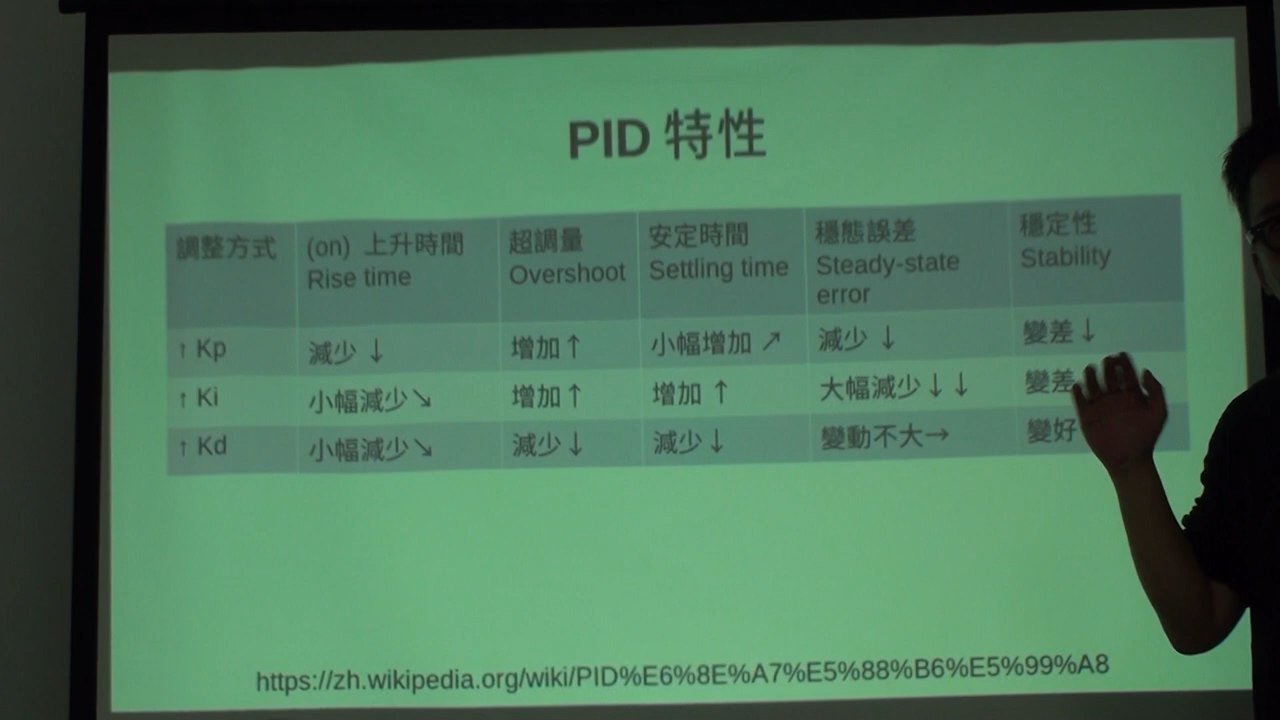 PID 特性
調整方式 (on) 上升時間 超調量 安定時間 穩態誤差 穩定性
Rise time Overshoot Settling time Steady-state error Stability
↑ Kp 減少 ↓ 增加↑ 小幅增加 ↗ 減少 ↓ 變差↓
↑ Ki 小幅減少↘ 增加↑ 增加 ↑ 大幅減少↓↓ 變差
↑ Kd 小幅減少↘ 減少↓ 減少↓ 變動不大→ 變好
https://zh.wikipedia.org/wiki/PID%E6%8E%A7%E5%88%B6%E5%99%A8